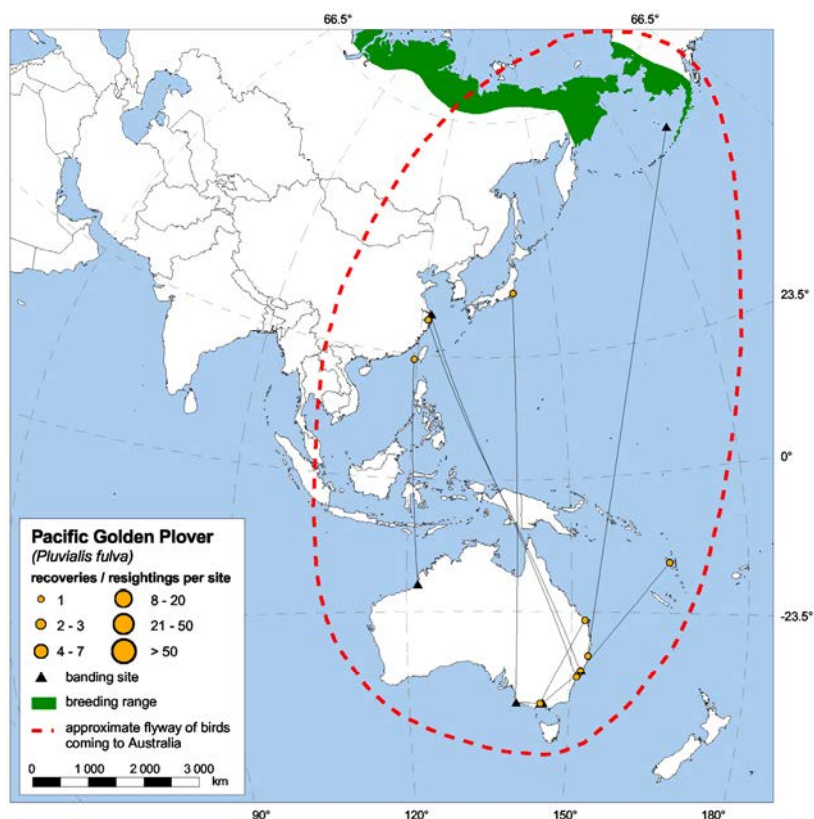 66.5°
66.5°
23.5°
0°
-23.5°
Pacific Golden Plover
(Pluvialis fulva)
recoveries / resightings per site
1
8 - 20
2 - 3
21 - 50
4 - 7
> 50
banding site
breeding range
approximate flyway of birds
coming to Australia
0 1 000 2 000 3 000
km
90°
120°
150°
180°